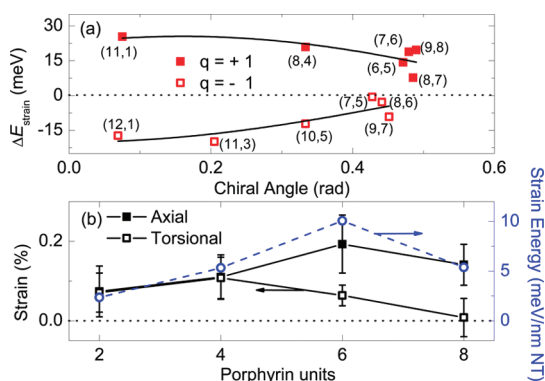 (a)
30
15
0
-15
ΔE strain (meV)
(11,1)
(8,4)
(7,6)
(9,8)
(6,5)
(8,7)
q = + 1
q = - 1
(7,5)
(8,6)
(9,7)
(12,1)
(11,3)
(10,5)
0.0 0.2 0.4 0.6
Chiral Angle (rad)
(b)
Axial
Torsional
0.2
0.0
Strain (%)
10
5
0
Strain Energy
(meV/nm NT)
2 4 6 8
Porphyrin units